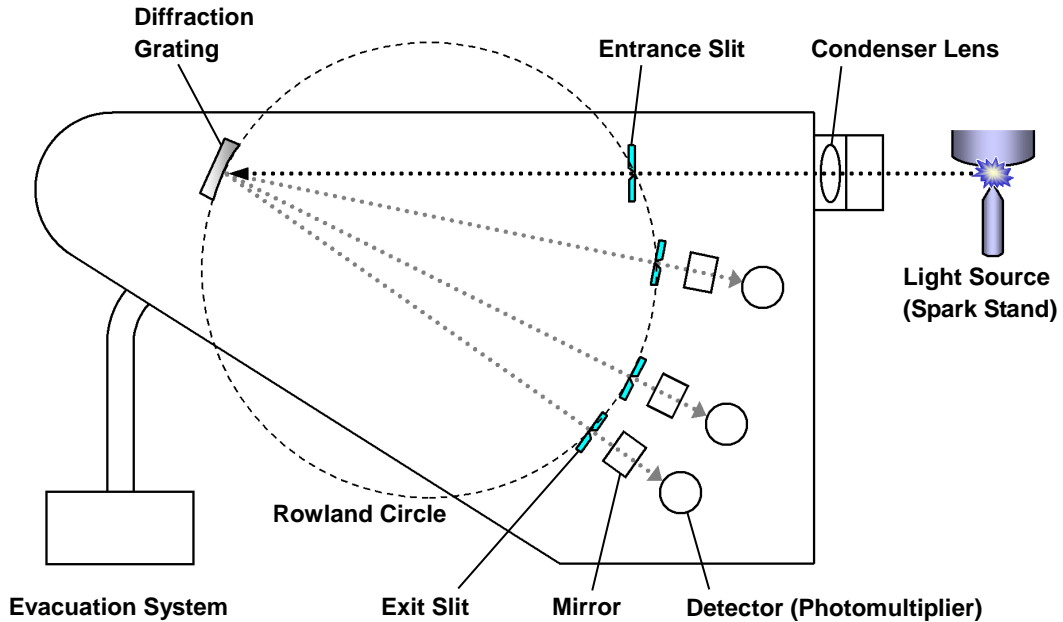 Diffraction
Grating
Entrance Slit
Condenser Lens
Light Source
(Spark Stand)
Rowland Circle
Evacuation System
Exit Slit
Mirror
Detector (Photomultiplier)